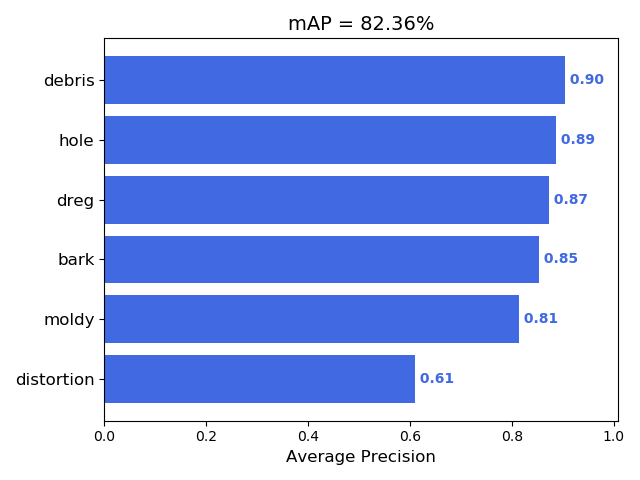 mAP = 82.36%
debris 0.90
hole 0.89
dreg 0.87
bark 0.85
moldy 0.81
distortion 0.61
0.0 0.2 0.4 0.6 0.8 1.0
Average Precision